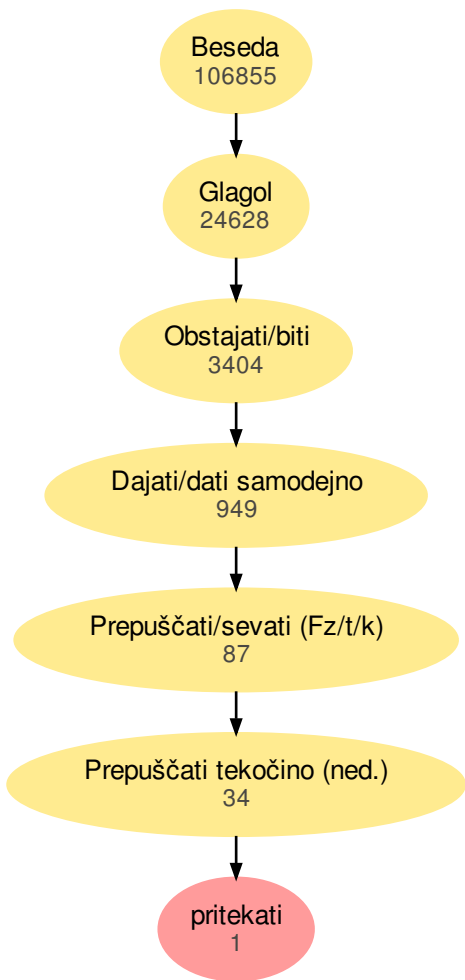 Beseda
106855
Glagol
24628
Obstajati/biti
3404
Dajati/dati samodejno
949
Prepuščati/sevati (Fz/t/k)
87
Prepuščati tekočino (ned.)
34
pritekati
1